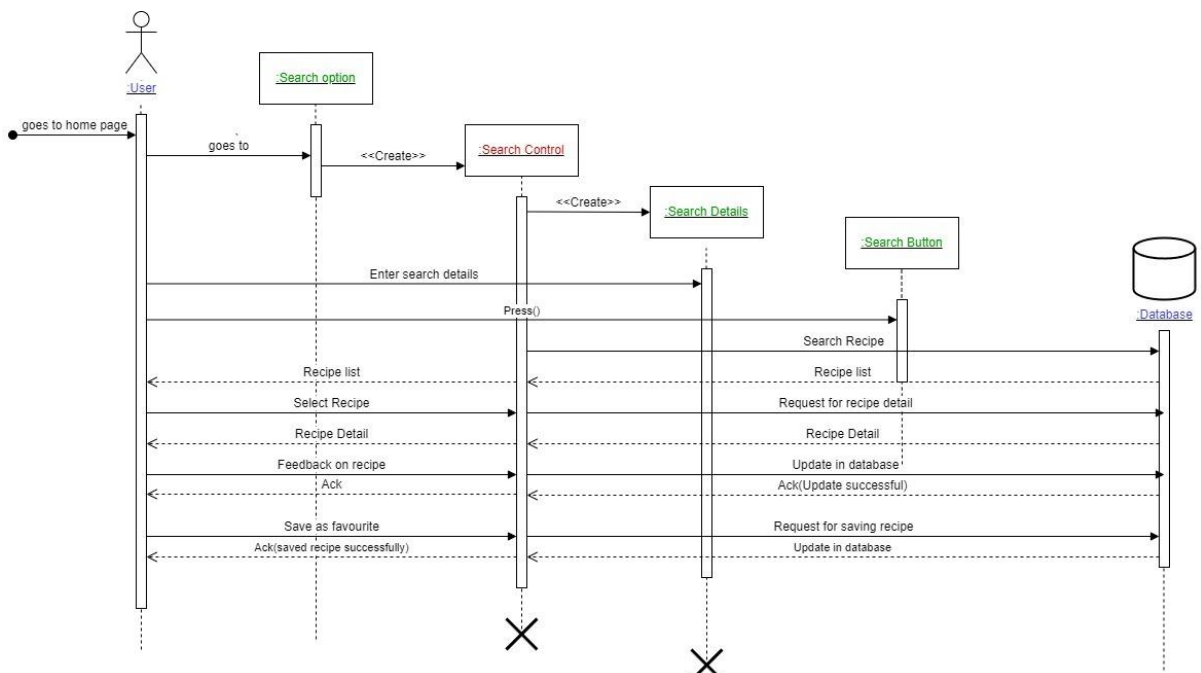 :User
:Search option
goes to home page
goes to
<<Create>>
:Search Control
<<Create>>
:Search Details
:Search Button
:Database
Enter search details
Press()
Search Recipe
Recipe list
Recipe list
Select Recipe
Request for recipe detail
Recipe Detail
Recipe Detail
Feedback on recipe
Update in database
Ack
Ack(Update successful)
Save as favourite
Request for saving recipe
Ack(saved recipe successfully)
Update in database